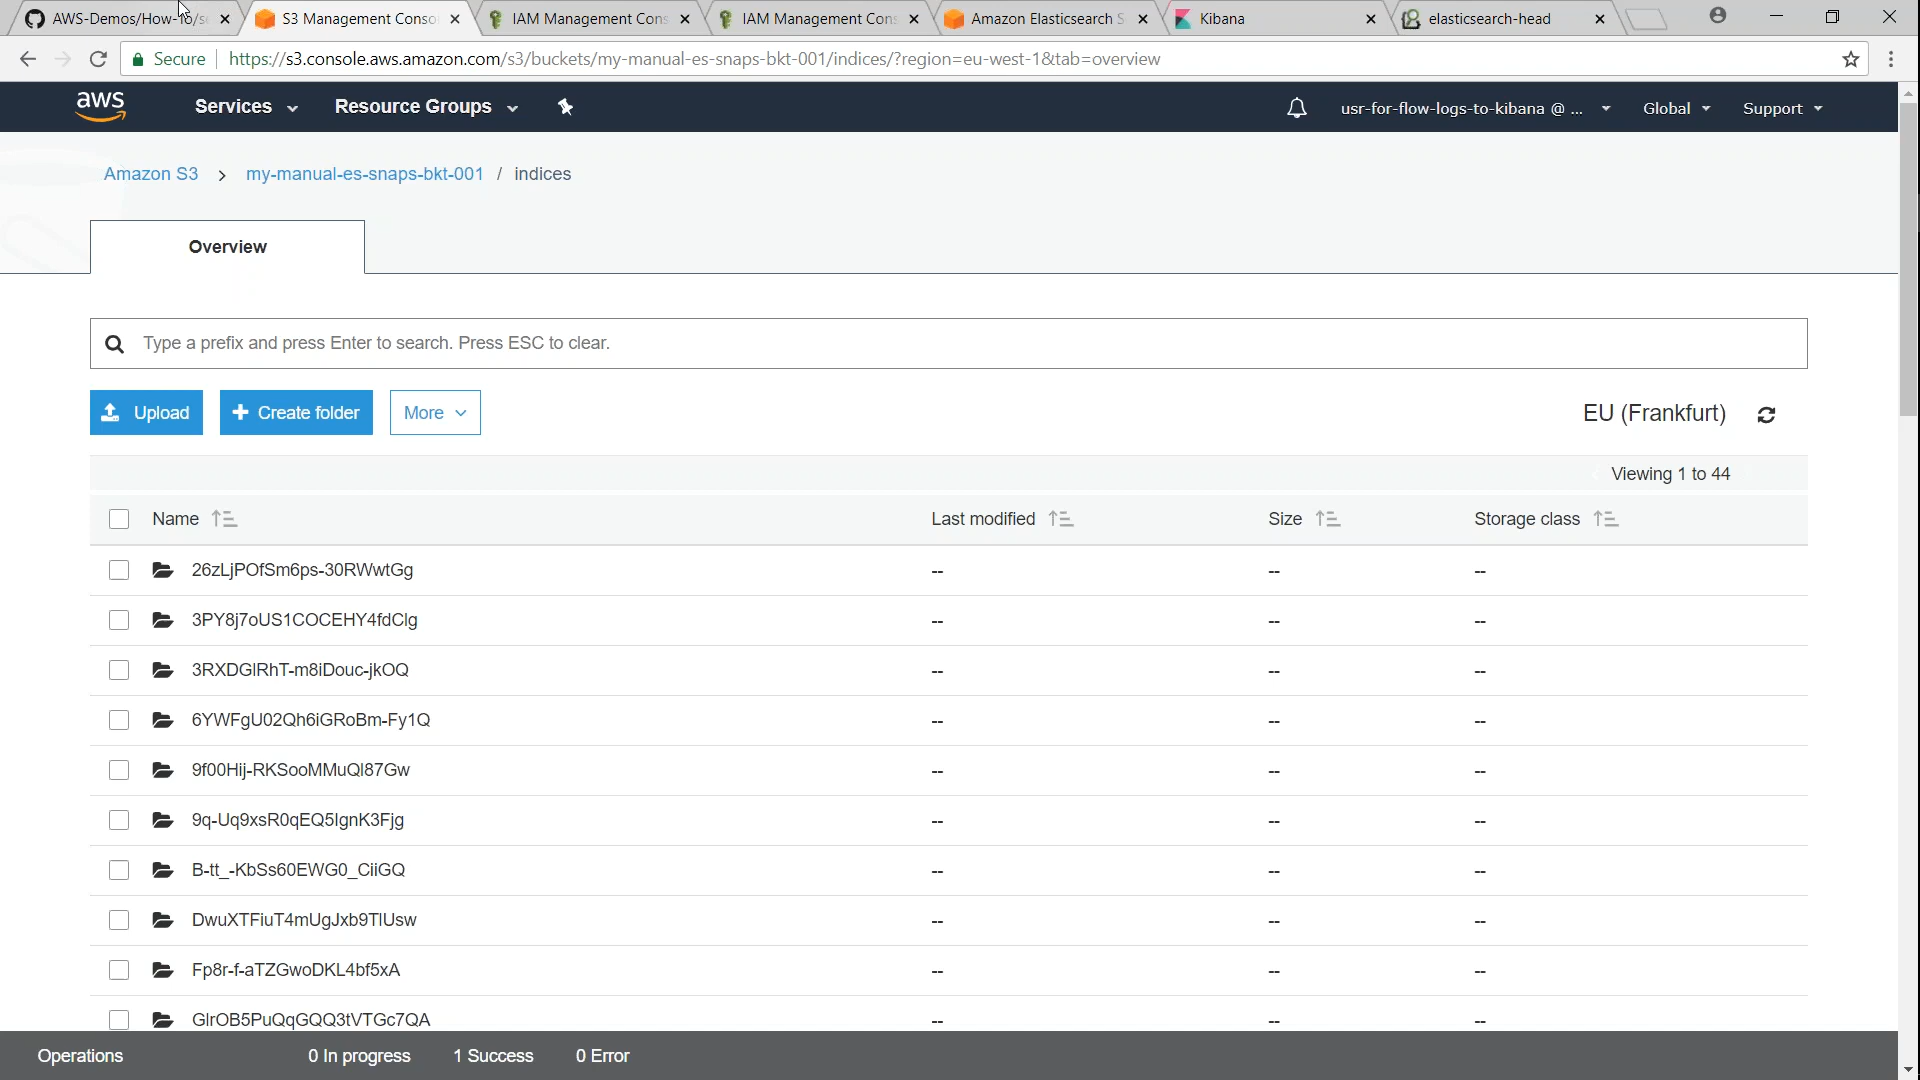 AWS-Demos/How-To/se
S3 Management Conso
IAM Management Cons
IAM Management Cons
Amazon Elasticsearch S
Kibana
elasticsearch-head
Secure
https://s3.console.aws.amazon.com/s3/buckets/my-manual-es-snaps-bkt-001/indices/?region=eu-west-1&tab=overview
aws
Services
Resource Groups
usr-for-flow-logs-to-kibana @ ...
Global
Support
Amazon S3 > my-manual-es-snaps-bkt-001 / indices
Overview
Type a prefix and press Enter to search. Press ESC to clear.
Upload
+ Create folder
More
EU (Frankfurt)
Viewing 1 to 44
Name Last modified Size Storage class
26zLjPOfSm6ps-30RWwtGg -- -- --
3PY8j7oUS1COCEHY4fdClg -- -- --
3RXDGlRhT-m8iDouc-jkOQ -- -- --
6YWFgU02Qh6iGRoBm-Fy1Q -- -- --
9f00Hij-RKSooMMuQl87Gw -- -- --
9q-Uq9xsR0qEQ5IgnK3Fjg -- -- --
B-tt_-KbSs60EWG0_CiiGQ -- -- --
DwuXTFiuT4mUgJxb9TlUsw -- -- --
Fp8r-f-aTZGwoDKL4bf5xA -- -- --
GlrOB5PuQqGQQ3tVTGc7QA -- -- --
Operations
0 In progress
1 Success
0 Error